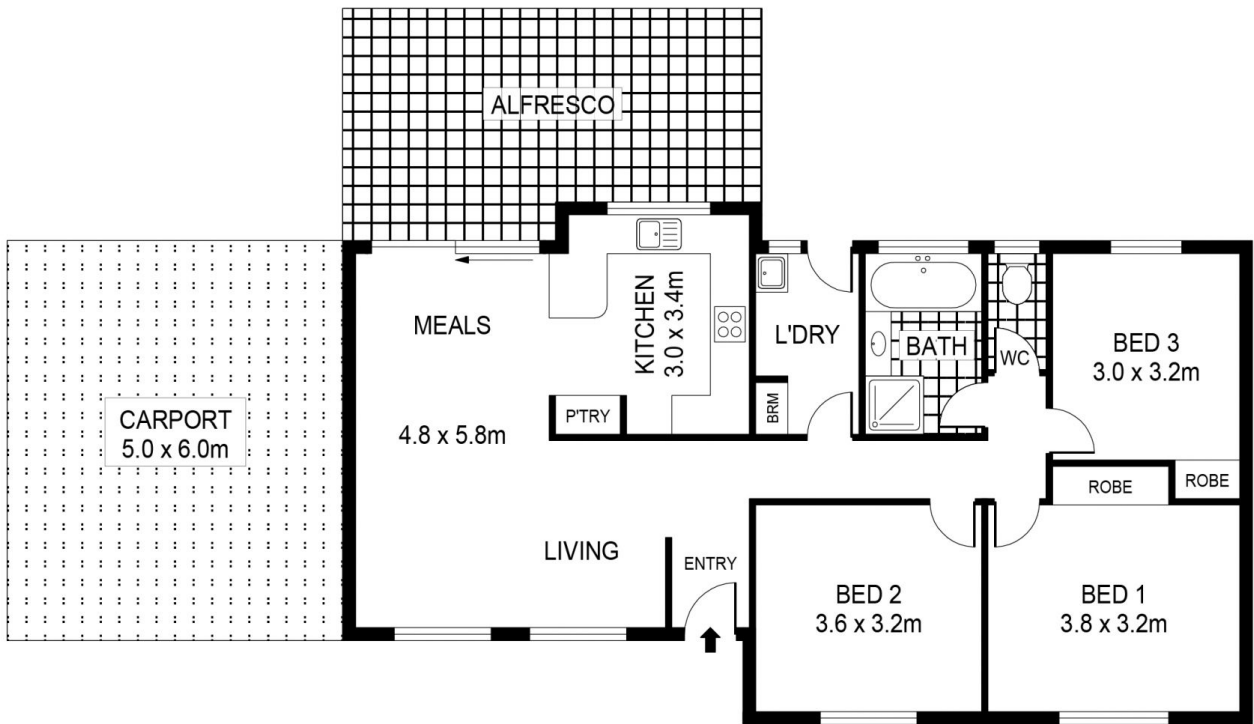 ALFRESCO
MEALS
KITCHEN
3.0 x 3.4m
L'DRY
BATH
WC
BED 3
3.0 x 3.2m
CARPORT
5.0 x 6.0m
P'TRY
BRM
4.8 x 5.8m
ROBE
ROBE
LIVING
ENTRY
BED 2
3.6 x 3.2m
BED 1
3.8 x 3.2m